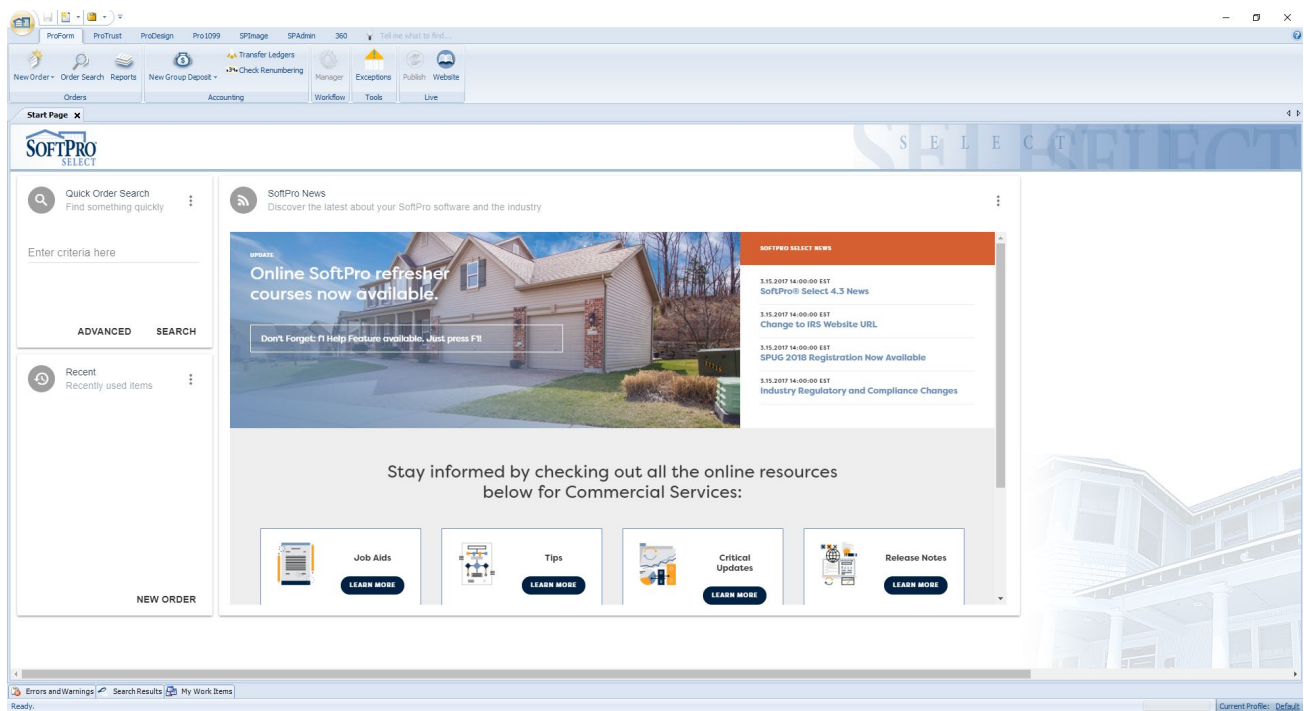 ProForm ProTrust ProDesign Pro1099 SPImage SPAdmin 360 Tell me what to find...
New Order Order Search Reports New Group Deposit Transfer Ledgers Check Renumbering Manager Exceptions Publish Website
Orders Accounting Workflow Tools Live
Start Page
SOFTPRO
SELECT
SELECT
SELECT
Quick Order Search
Find something quickly
Enter criteria here
ADVANCED SEARCH
Recent
Recently used items
NEW ORDER
SoftPro News
Discover the latest about your SoftPro software and the industry
UPDATE
Online SoftPro refresher
courses now available.
Don't Forget: f1 Help Feature available. Just press F1!
SOFTPRO SELECT NEWS
3.15.2017 14:00:00 EST
SoftPro® Select 4.3 News
3.15.2017 14:00:00 EST
Change to IRS Website URL
3.15.2017 14:00:00 EST
SPUG 2018 Registration Now Available
3.15.2017 14:00:00 EST
Industry Regulatory and Compliance Changes
Stay informed by checking out all the online resources
below for Commercial Services:
Job Aids
LEARN MORE
Tips
LEARN MORE
Critical
Updates
LEARN MORE
Release Notes
LEARN MORE
Errors and Warnings Search Results My Work Items
Ready. Current Profile: Default